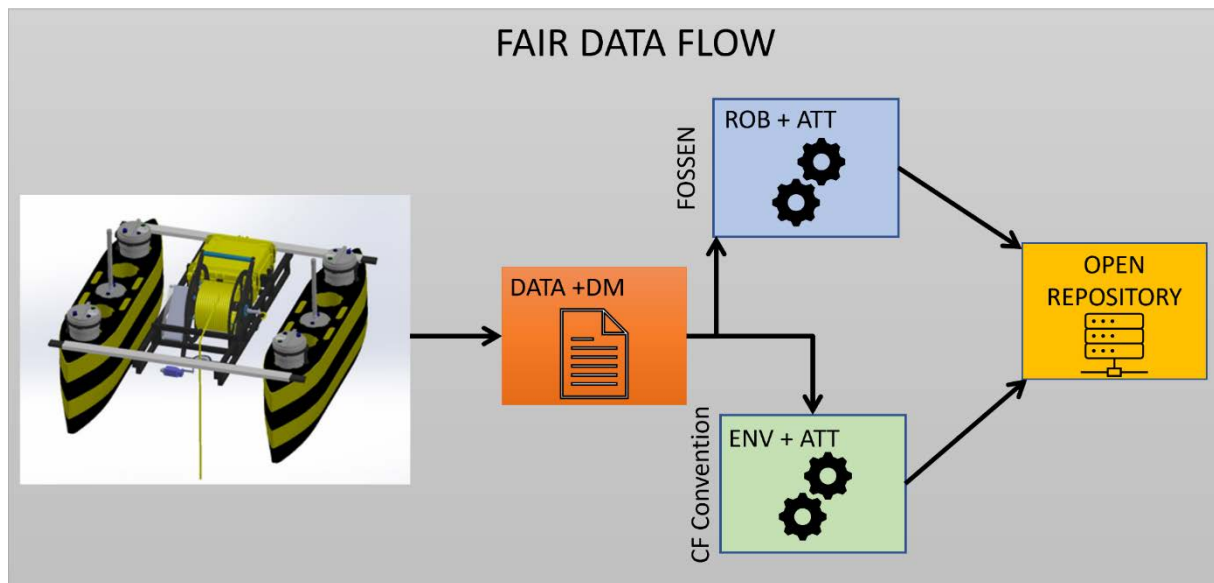 FAIR DATA FLOW
ROB + ATT
FOSSEN
DATA +DM
OPEN
REPOSITORY
ENV + ATT
CF Convention